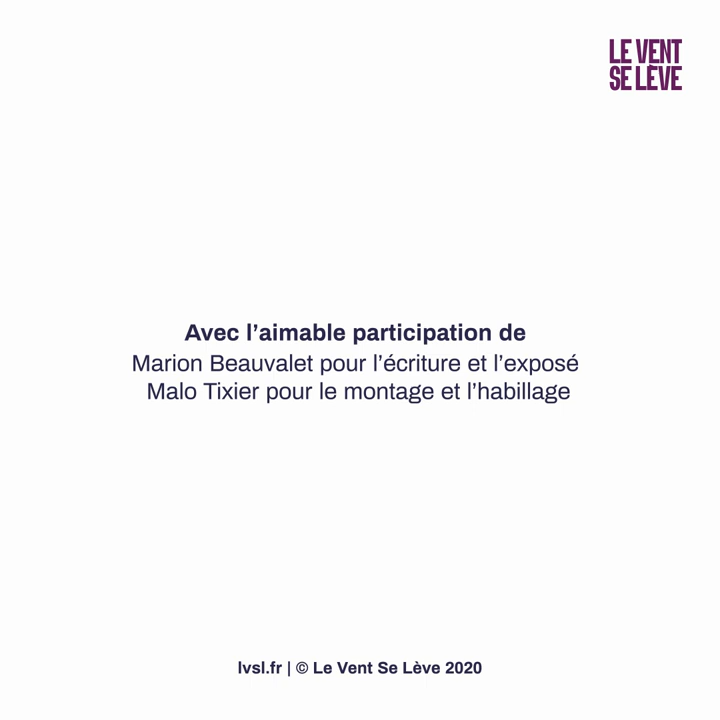 LE VENT
SE LÈVE
Avec l’aimable participation de
Marion Beauvalet pour l’écriture et l’exposé
Malo Tixier pour le montage et l’habillage
lvsl.fr | © Le Vent Se Lève 2020